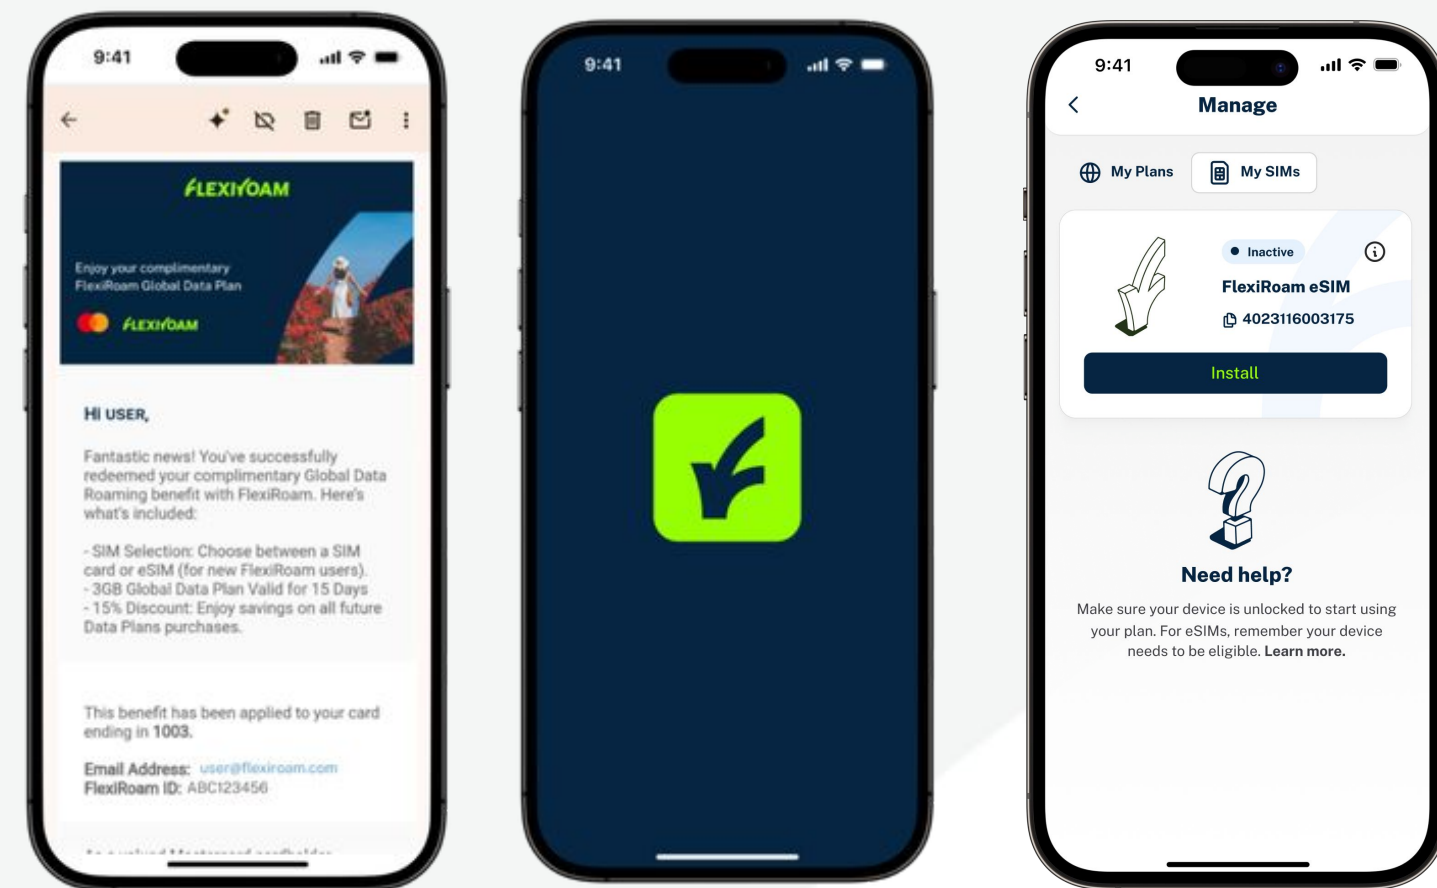 9:41
FLEXIROAM
Enjoy your complimentary
FlexiRoam Global Data Plan
FLEXIROAM
Hi USER,
Fantastic news! You've successfully
redeemed your complimentary Global Data
Roaming benefit with FlexiRoam. Here's
what's included:
- SIM Selection: Choose between a SIM
card or eSIM (for new FlexiRoam users).
- 3GB Global Data Plan Valid for 15 Days
- 15% Discount: Enjoy savings on all future
Data Plans purchases.
This benefit has been applied to your card
ending in 1003.
Email Address: user@flexiroam.com
FlexiRoam ID: ABC123456
9:41
9:41
Manage
My Plans
My SIMs
Inactive
FlexiRoam eSIM
4023116003175
Install
Need help?
Make sure your device is unlocked to start using
your plan. For eSIMs, remember your device
needs to be eligible. Learn more.